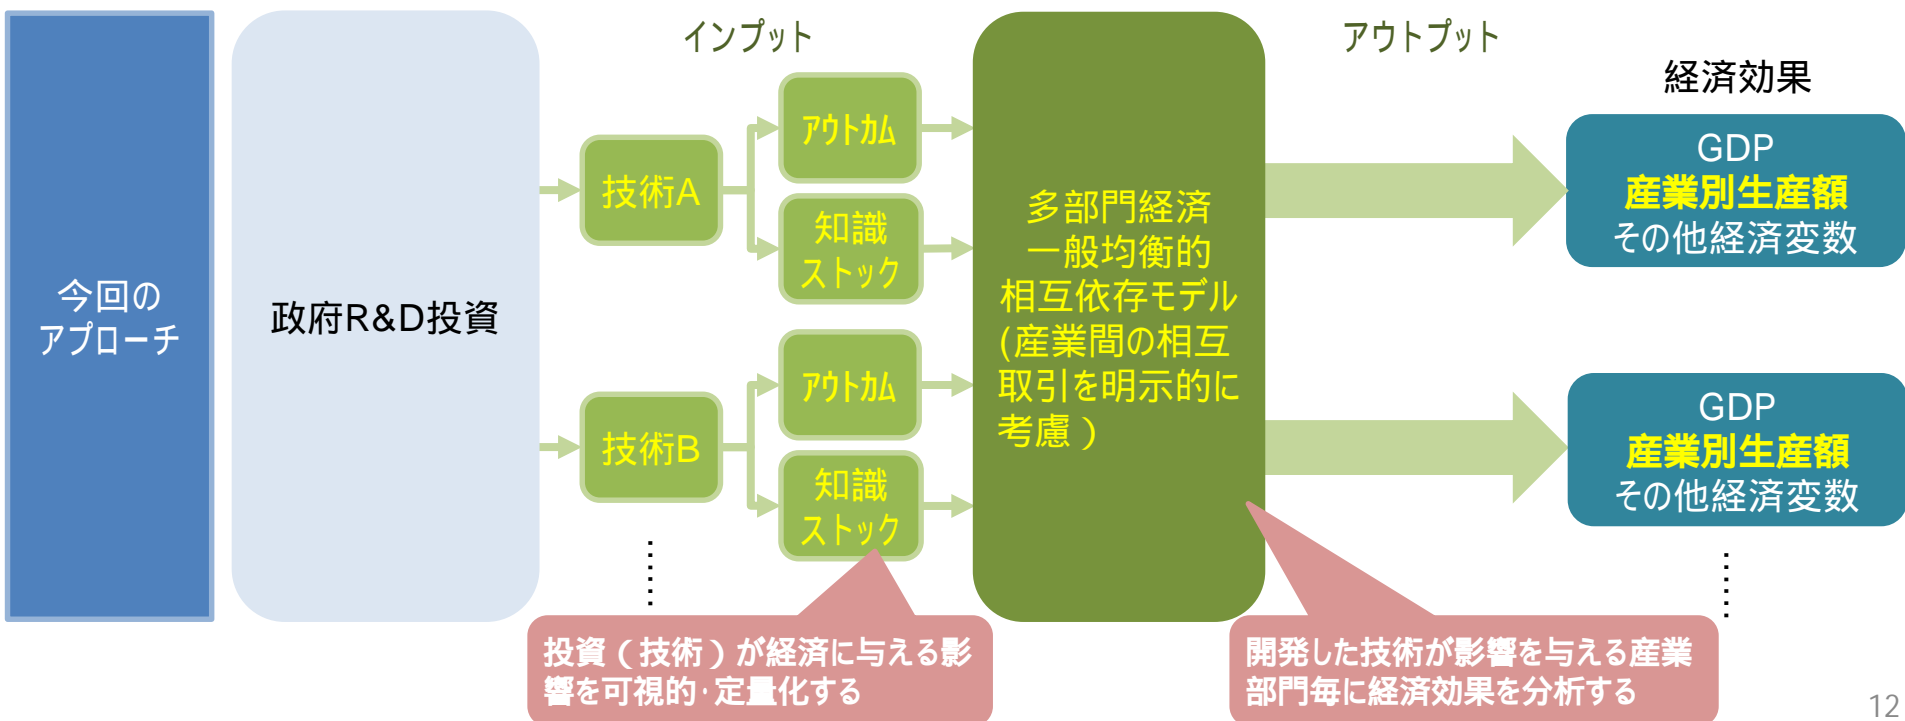 今回の
アプローチ
政府R&D投資
インプット
技術A
アウトカム
知識
ストック
技術B
アウトカム
知識
ストック
多部門経済
一般均衡的
相互依存モデル
(産業間の相互
取引を明示的に
考慮)
アウトプット
経済効果
GDP
産業別生産額
その他経済変数
GDP
産業別生産額
その他経済変数
投資(技術)が経済に与える影
響を可視的・定量化する
開発した技術が影響を与える産業
部門毎に経済効果を分析する
12